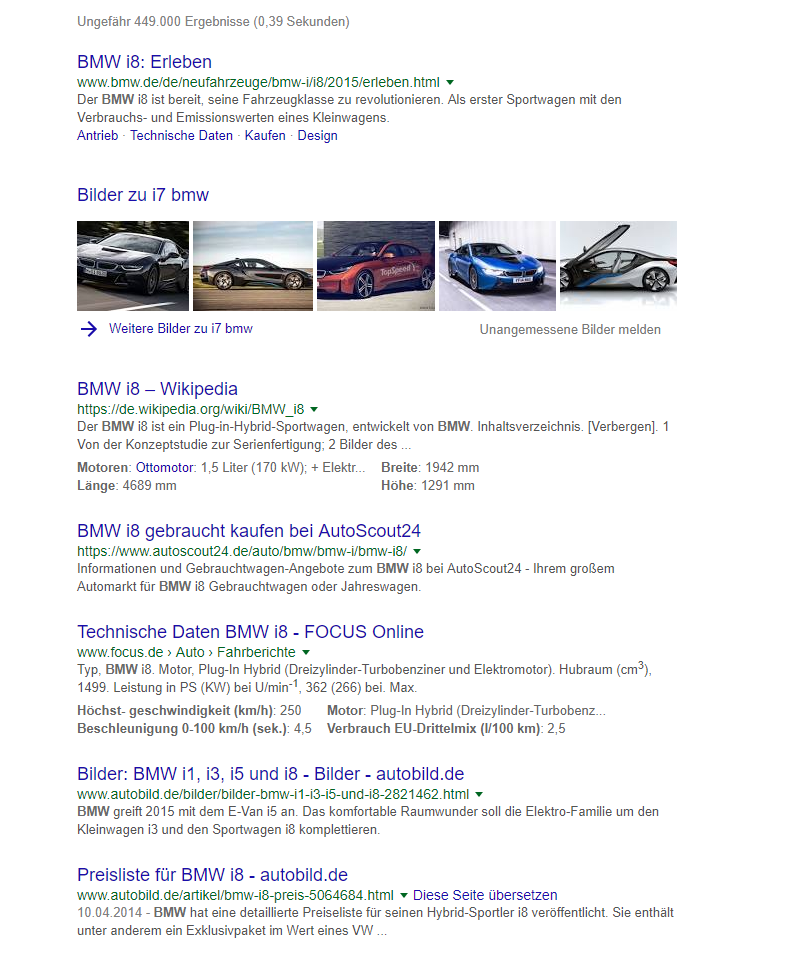 Ungefähr 449.000 Ergebnisse (0,39 Sekunden)
BMW i8: Erleben
www.bmw.de/de/neufahrzeuge/bmw-i/i8/2015/erleben.html
Der BMW i8 ist bereit, seine Fahrzeugklasse zu revolutionieren. Als erster Sportwagen mit den
Verbrauchs- und Emissionswerten eines Kleinwagens.
Antrieb · Technische Daten · Kaufen · Design
Bilder zu i7 bmw
TopSpeed
Weitere Bilder zu i7 bmw
Unangemessene Bilder melden
BMW i8 – Wikipedia
https://de.wikipedia.org/wiki/BMW_i8
Der BMW i8 ist ein Plug-in-Hybrid-Sportwagen, entwickelt von BMW. Inhaltsverzeichnis. [Verbergen]. 1
Von der Konzeptstudie zur Serienfertigung; 2 Bilder des ...
Motoren: Ottomotor: 1,5 Liter (170 kW); + Elektr... Breite: 1942 mm
Länge: 4689 mm Höhe: 1291 mm
BMW i8 gebraucht kaufen bei AutoScout24
https://www.autoscout24.de/auto/bmw/bmw-i/bmw-i8/
Informationen und Gebrauchtwagen-Angebote zum BMW i8 bei AutoScout24 - Ihrem großem
Automarkt für BMW i8 Gebrauchtwagen oder Jahreswagen.
Technische Daten BMW i8 - FOCUS Online
www.focus.de › Auto › Fahrberichte
Typ, BMW i8. Motor, Plug-In Hybrid (Dreizylinder-Turbobenziner und Elektromotor). Hubraum (cm³),
1499. Leistung in PS (KW) bei U/min⁻¹, 362 (266) bei. Max.
Höchst- geschwindigkeit (km/h): 250 Motor: Plug-In Hybrid (Dreizylinder-Turbobenz...
Beschleunigung 0-100 km/h (sek.): 4,5 Verbrauch EU-Drittelmix (l/100 km): 2,5
Bilder: BMW i1, i3, i5 und i8 - Bilder - autobild.de
www.autobild.de/bilder/bilder-bmw-i1-i3-i5-und-i8-2821462.html
BMW greift 2015 mit dem E-Van i5 an. Das komfortable Raumwunder soll die Elektro-Familie um den
Kleinwagen i3 und den Sportwagen i8 komplettieren.
Preisliste für BMW i8 - autobild.de
www.autobild.de/artikel/bmw-i8-preis-5064684.html Diese Seite übersetzen
10.04.2014 - BMW hat eine detaillierte Preiseliste für seinen Hybrid-Sportler i8 veröffentlicht. Sie enthält
unter anderem ein Exklusivpaket im Wert eines VW ...